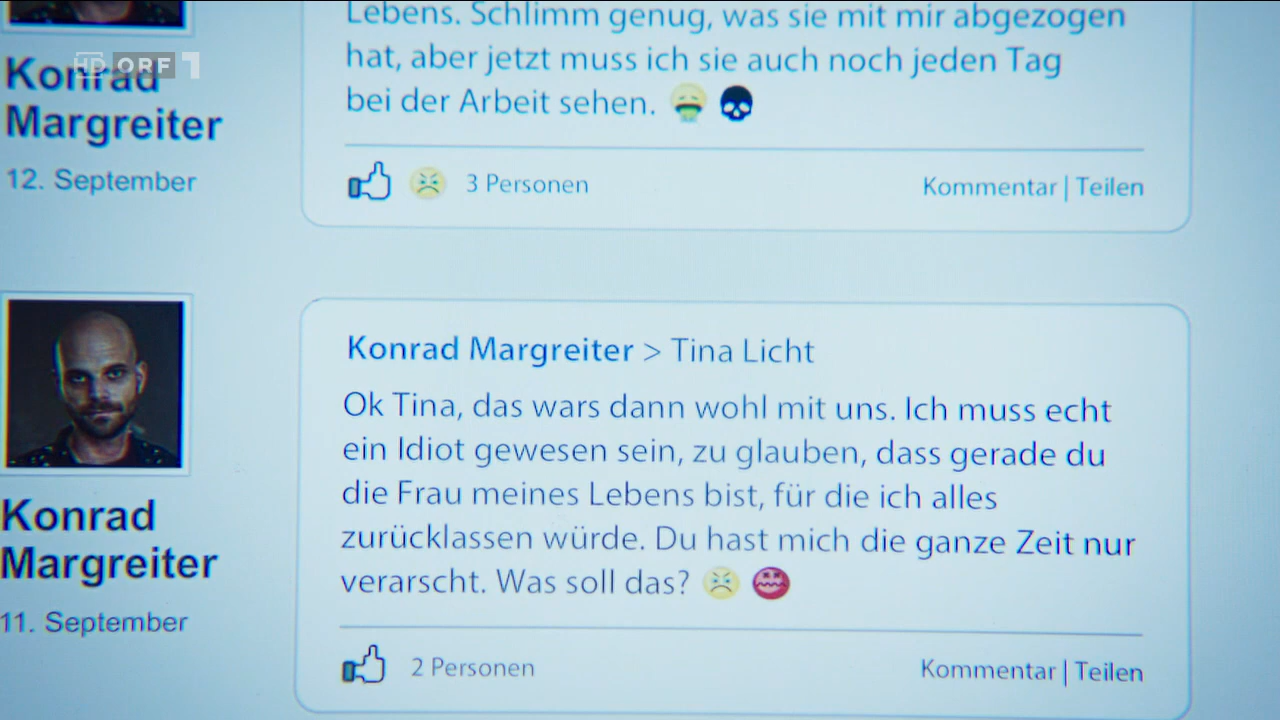 HD ORF 1
Konrad
Margreiter
12. September
Lebens. Schlimm genug, was sie mit mir abgezogen
hat, aber jetzt muss ich sie auch noch jeden Tag
bei der Arbeit sehen.
3 Personen
Kommentar | Teilen
Konrad
Margreiter
11. September
Konrad Margreiter > Tina Licht
Ok Tina, das wars dann wohl mit uns. Ich muss echt
ein Idiot gewesen sein, zu glauben, dass gerade du
die Frau meines Lebens bist, für die ich alles
zurücklassen würde. Du hast mich die ganze Zeit nur
verarscht. Was soll das?
2 Personen
Kommentar | Teilen